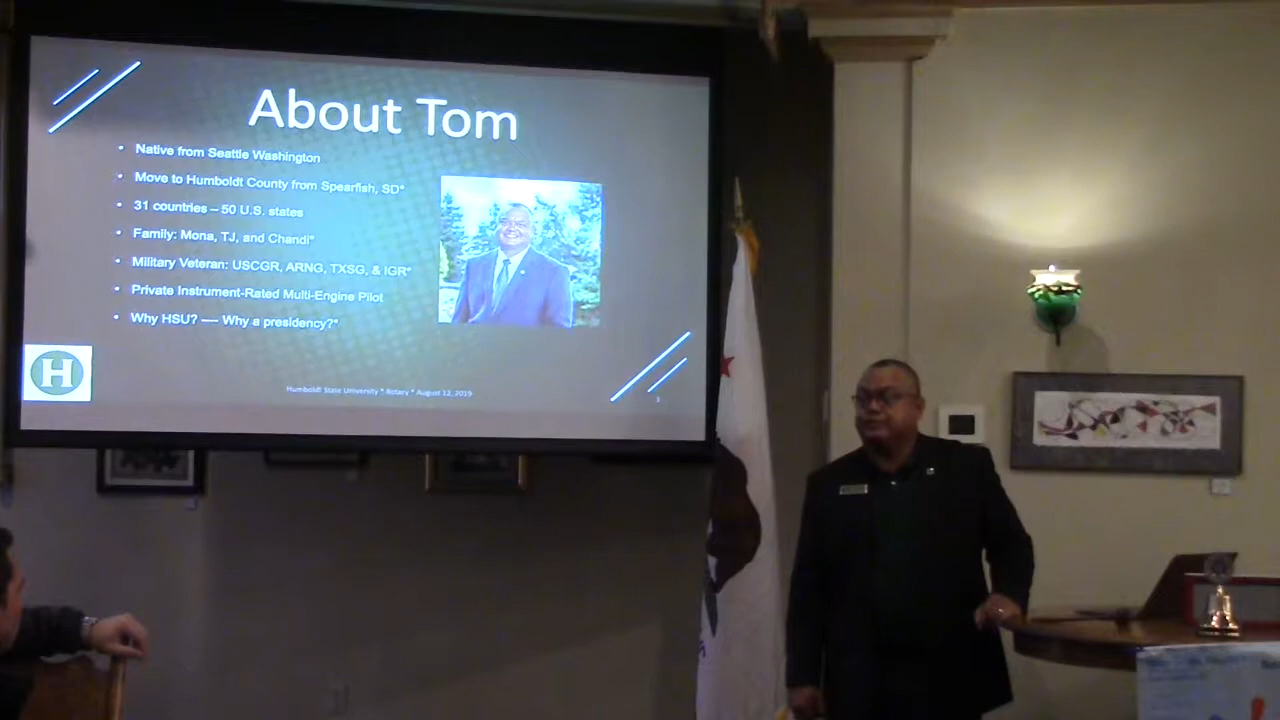 About Tom
• Native from Seattle Washington
• Move to Humboldt County from Spearfish, SD*
• 31 countries – 50 U.S. states
• Family: Mona, TJ, and Chandi*
• Military Veteran: USCGR, ARNG, TXSG, & IGR*
• Private Instrument-Rated Multi-Engine Pilot
• Why HSU? –– Why a presidency?*
H
Humboldt State University * Rotary * August 12, 2019
3